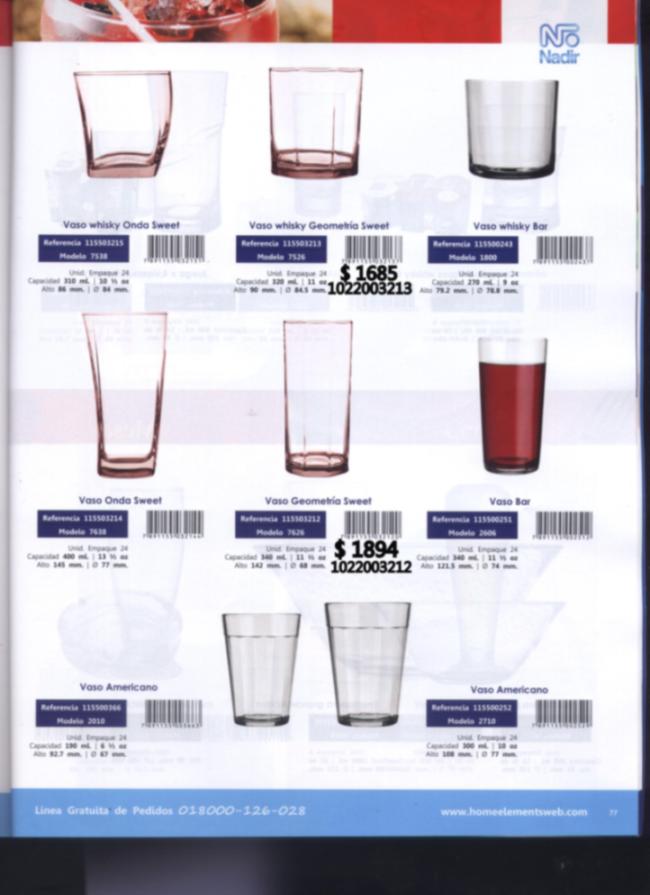 Nadir
Vaso whisky Onda Sweet
Referencia 115503215
Modelo 7538
Unid. Empaque 24
Capacidad 310 ml. | 10 ½ oz
Alto 86 mm. | Ø 84 mm.
Vaso whisky Geometría Sweet
Referencia 115503213
Modelo 7526
Unid. Empaque 24
Capacidad 320 ml. | 11 oz
Alto 90 mm. | Ø 84.5 mm.
$ 1685
1022003213
Vaso whisky Bar
Referencia 115500243
Modelo 1800
Unid. Empaque 24
Capacidad 270 ml. | 9 oz
Alto 79.2 mm. | Ø 78.8 mm.
Vaso Onda Sweet
Referencia 115503214
Modelo 7638
Unid. Empaque 24
Capacidad 400 ml. | 13 ½ oz
Alto 145 mm. | Ø 77 mm.
Vaso Geometría Sweet
Referencia 115503212
Modelo 7626
Unid. Empaque 24
Capacidad 340 ml. | 11 ½ oz
Alto 142 mm. | Ø 68 mm.
$ 1894
1022003212
Vaso Bar
Referencia 115500251
Modelo 2606
Unid. Empaque 24
Capacidad 340 ml. | 11 ½ oz
Alto 121.5 mm. | Ø 74 mm.
Vaso Americano
Referencia 115500366
Modelo 2010
Unid. Empaque 24
Capacidad 190 ml. | 6 ½ oz
Alto 92.7 mm. | Ø 67 mm.
Vaso Americano
Referencia 115500252
Modelo 2710
Unid. Empaque 24
Capacidad 300 ml. | 10 oz
Alto 108 mm. | Ø 77 mm.
Linea Gratuita de Pedidos 018000-126-028
www.homeelementsweb.com
77